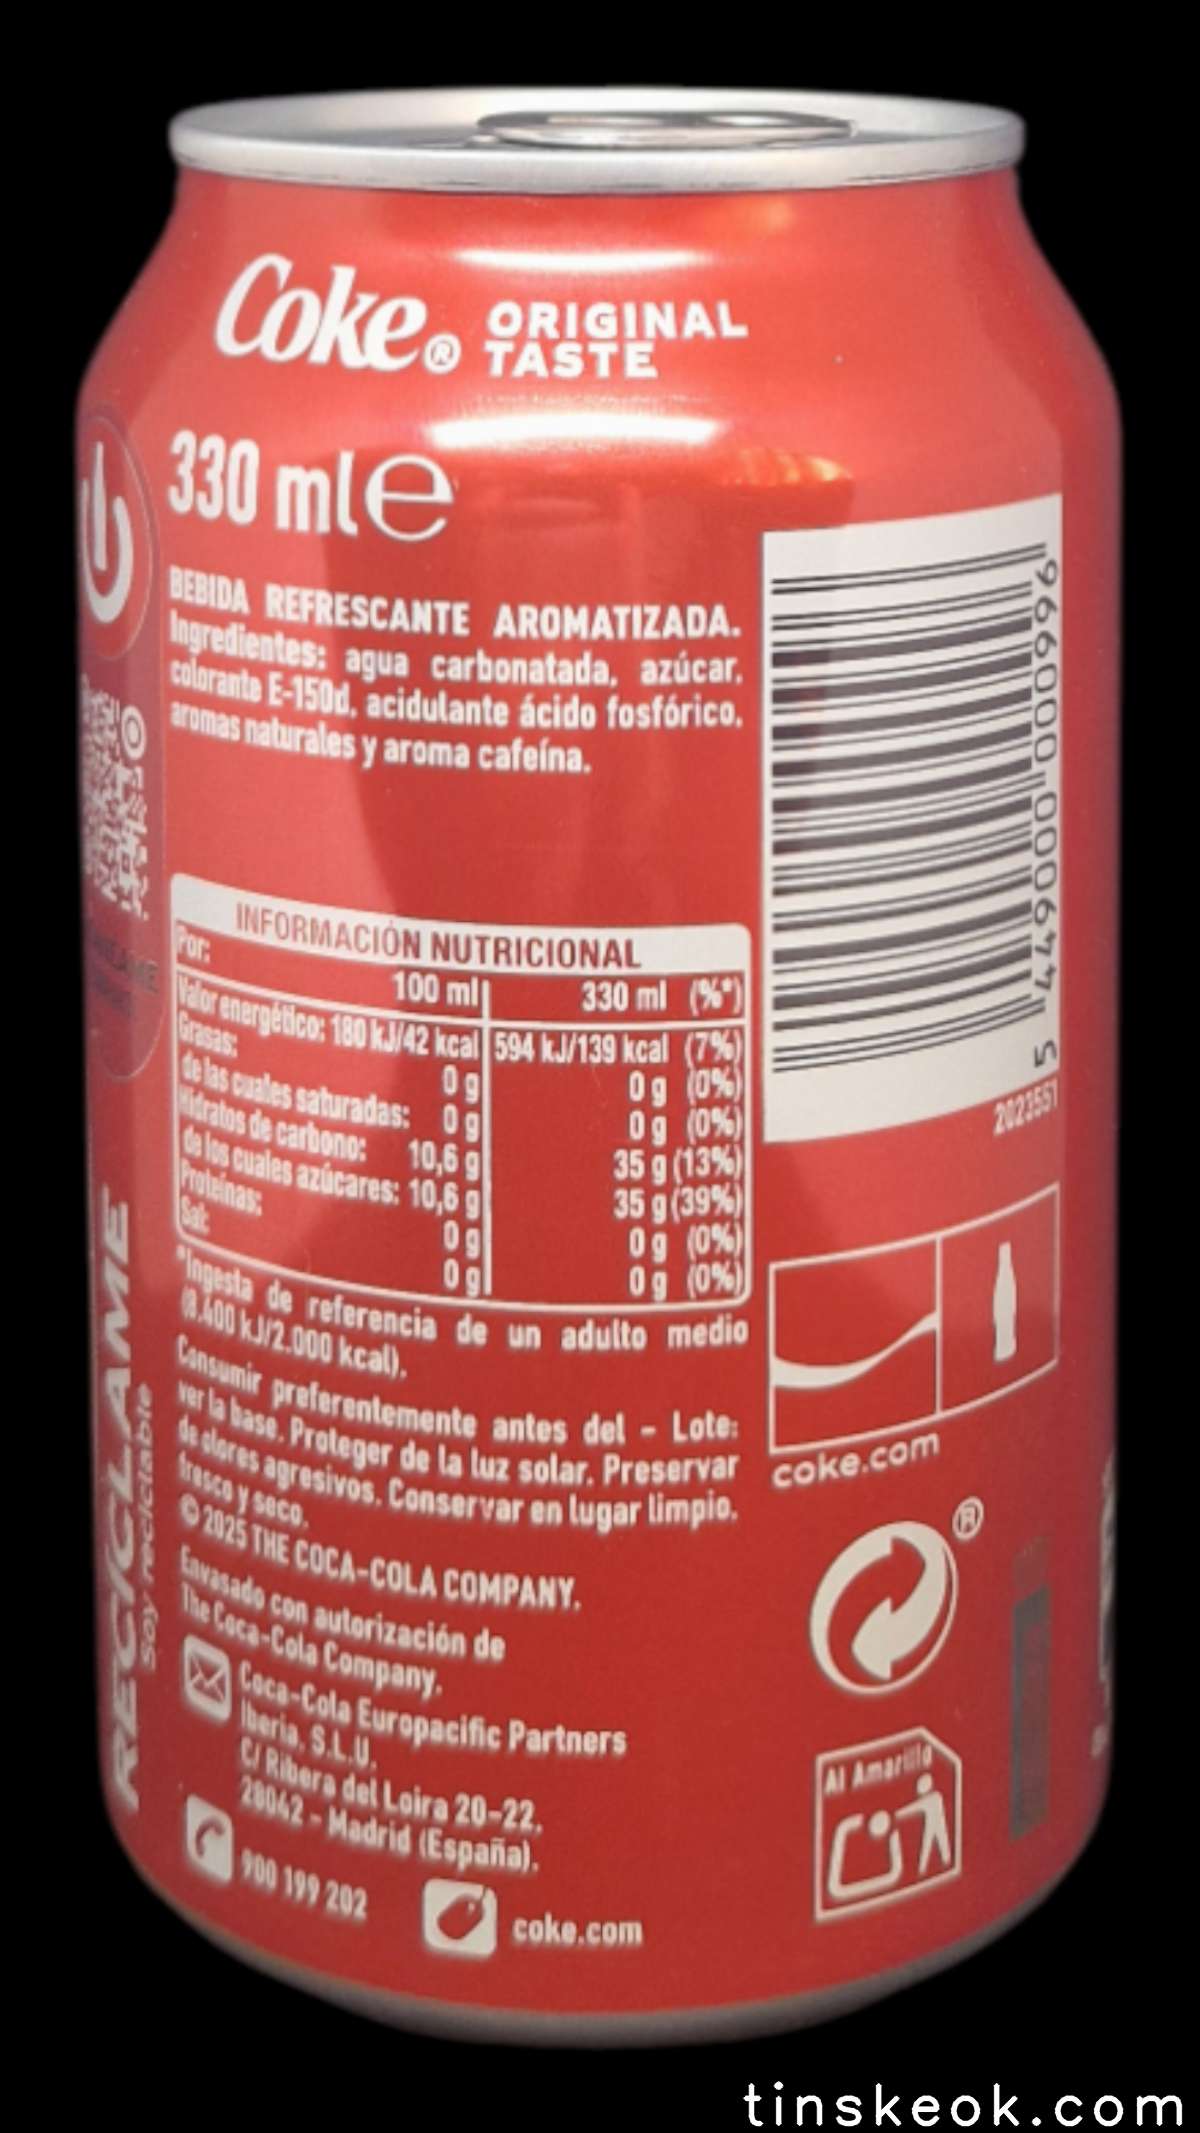 Coke® ORIGINAL TASTE
330 ml e
BEBIDA REFRESCANTE AROMATIZADA.
Ingredientes: agua carbonatada, azúcar,
colorante E-150d, acidulante ácido fosfórico,
aromas naturales y aroma cafeína.
INFORMACIÓN NUTRICIONAL
Por: 100 ml 330 ml (%*)
Valor energético: 180 kJ/42 kcal 594 kJ/139 kcal (7%)
Grasas: 0 g 0 g (0%)
de las cuales saturadas: 0 g 0 g (0%)
Hidratos de carbono: 10,6 g 35 g (13%)
de los cuales azúcares: 10,6 g 35 g (39%)
Proteínas: 0 g 0 g (0%)
Sal: 0 g 0 g (0%)
*Ingesta de referencia de un adulto medio
(8.400 kJ/2.000 kcal).
Consumir preferentemente antes del - Lote:
ver la base. Proteger de la luz solar. Preservar
de olores agresivos. Conservar en lugar limpio,
fresco y seco.
© 2025 THE COCA-COLA COMPANY.
Envasado con autorización de
The Coca-Cola Company.
Coca-Cola Europacific Partners
Iberia, S.L.U.
C/ Ribera del Loira 20-22,
28042 - Madrid (España).
900 199 202
coke.com
5 449000 000996
2023551
coke.com
®
Al Amarillo
RECICLAME
Soy reciclable
tinskeok.com